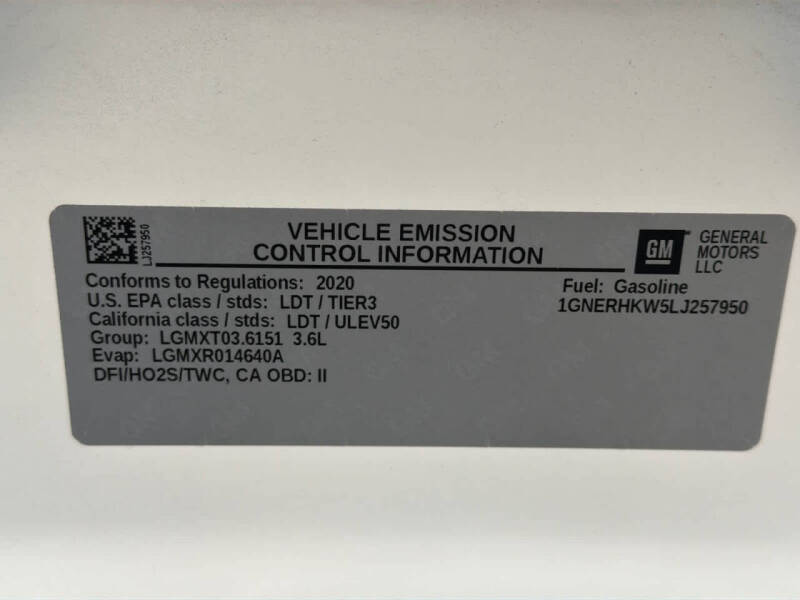 VEHICLE EMISSION
CONTROL INFORMATION
LJ257950
GM
GENERAL
MOTORS
LLC
Conforms to Regulations: 2020
U.S. EPA class / stds: LDT / TIER3
California class / stds: LDT / ULEV50
Group: LGMXT03.6151 3.6L
Evap: LGMXR014640A
DFI/HO2S/TWC, CA OBD: II
Fuel: Gasoline
1GNERHKW5LJ257950